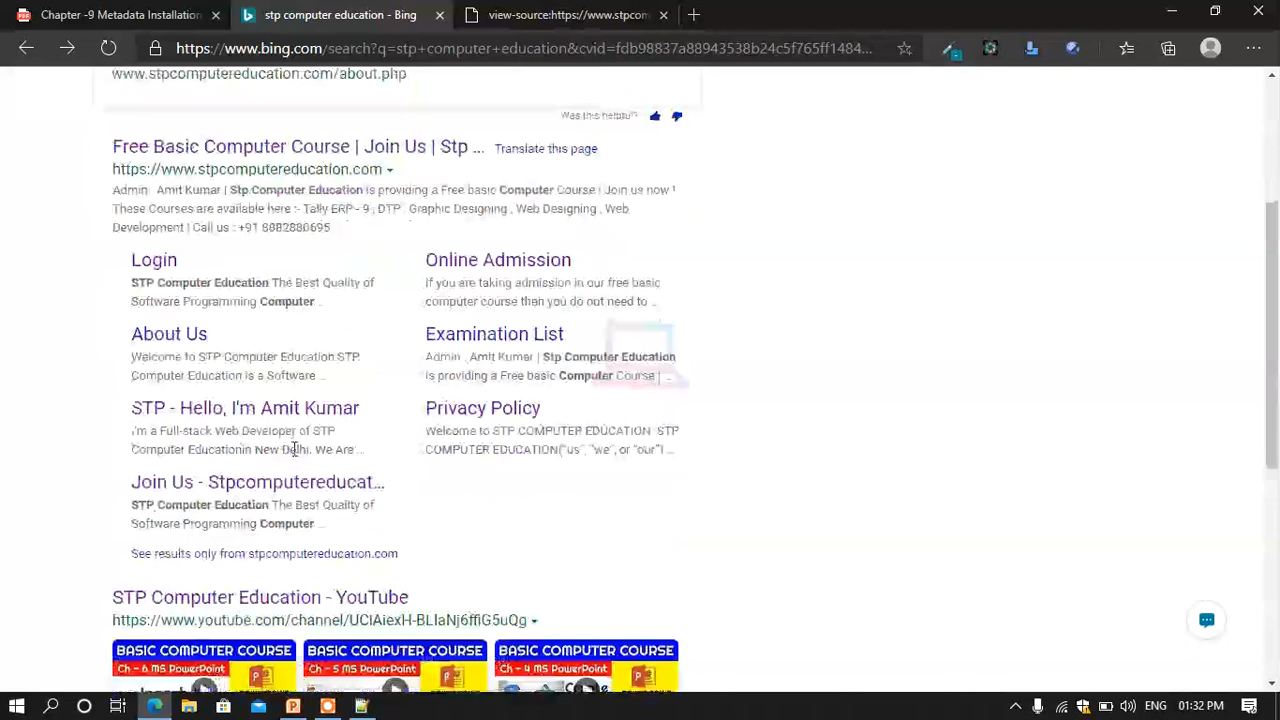 Chapter -9 Metadata Installation
stp computer education - Bing
view-source:https://www.stpcom
https://www.bing.com/search?q=stp+computer+education&cvid=fdb98837a88943538b24c5f765ff1484...
www.stpcomputereducation.com/about.php
Was this helpful?
Free Basic Computer Course | Join Us | Stp ... Translate this page
https://www.stpcomputereducation.com
Admin : Amit Kumar | Stp Computer Education is providing a Free basic Computer Course | Join us now !
These Courses are available here :- Tally ERP - 9 , DTP , Graphic Designing , Web Designing , Web
Development | Call us : +91
Login
STP Computer Education The Best Quality of
Software Programming Computer ...
Online Admission
If you are taking admission in our free basic
computer course then you do not need to ...
About Us
Welcome to STP Computer Education STP
Computer Education is a Software ...
Examination List
Admin : Amit Kumar | Stp Computer Education
is providing a Free basic Computer Course | ...
STP - Hello, I'm Amit Kumar
I'm a Full-stack Web Developer of STP
Computer Educationin New Delhi. We Are ...
Privacy Policy
Welcome to STP COMPUTER EDUCATION STP
COMPUTER EDUCATION("us", "we", or "our") ...
Join Us - Stpcomputereducat...
STP Computer Education The Best Quality of
Software Programming Computer ...
See results only from stpcomputereducation.com
STP Computer Education - YouTube
https://www.youtube.com/channel/UCIAiexH-BLIaNj6ffiG5uQg
BASIC COMPUTER COURSE
Ch - 6 MS PowerPoint
BASIC COMPUTER COURSE
Ch - 5 MS PowerPoint
BASIC COMPUTER COURSE
Ch - 4 MS PowerPoint
ENG
01:32 PM